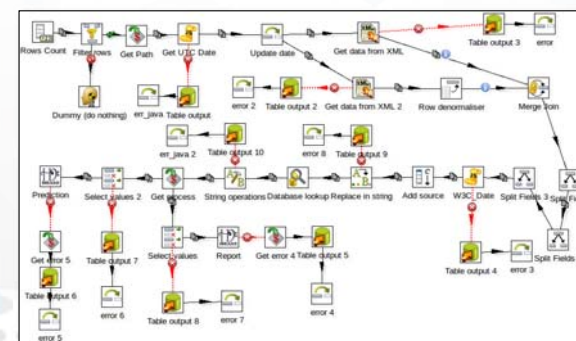 Rows Count
Filter rows
Get Path
Get UTC Date
Update date
Get data from XML
Table output 3
error
Dummy (do nothing)
err_java
Table output
error 2
Table output 2
Get data from XML 2
Row denormaliser
Merge Join
err_java 2
Table output 10
error 8
Table output 9
Prediction
Select values 2
Get process
String operations
Database lookup
Replace in string
Add source
W3C_Date
Split Fields 3
Split Fi
Get error 5
Table output 7
Select values
Report
Get error 4
Table output 5
Table output 4
error 3
Split Fields
Table output 6
error 6
Table output 8
error 7
error 4
error 5